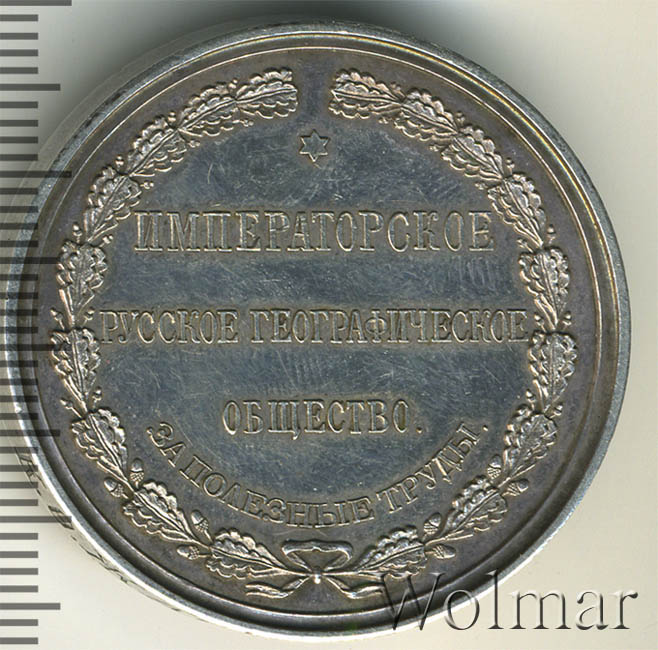 ИМПЕРАТОРСКОЕ
РУССКОЕ ГЕОГРАФИЧЕСКОЕ
ОБЩЕСТВО.
ЗА ПОЛЕЗНЫЕ ТРУДЫ.
Wolmar